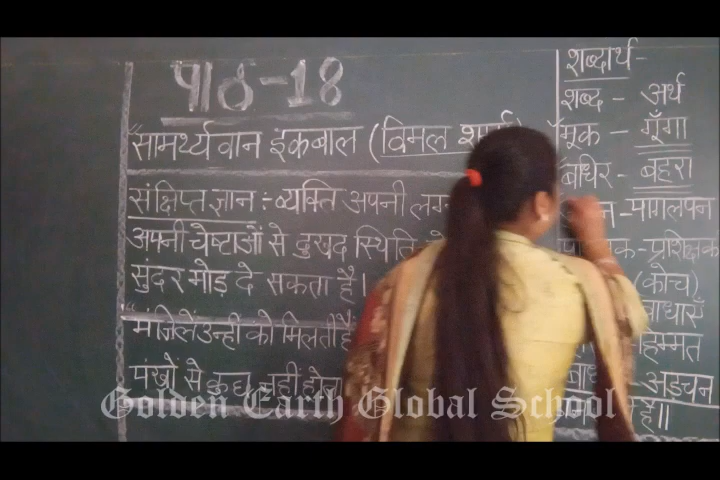 पाठ-18
"सामर्थ्यवान इकबाल (विमल
संक्षिप्त ज्ञान : व्यक्ति अपनी
अपनी चेष्टाओं से दुखद स्थिति
सुंदर मोड़ दे सकता है।
"मंजिलें उन्हीं को मिलती है
पंखों से कुछ नहीं होता
शब्दार्थ-
शब्द - अर्थ
मूक - गूँगा
बधिर - बहरा
-पागलपन
-प्रशिक्षक
(कोच)
बाधाएँ
हिम्मत
-अड़चन
है॥
Golden Earth Global School